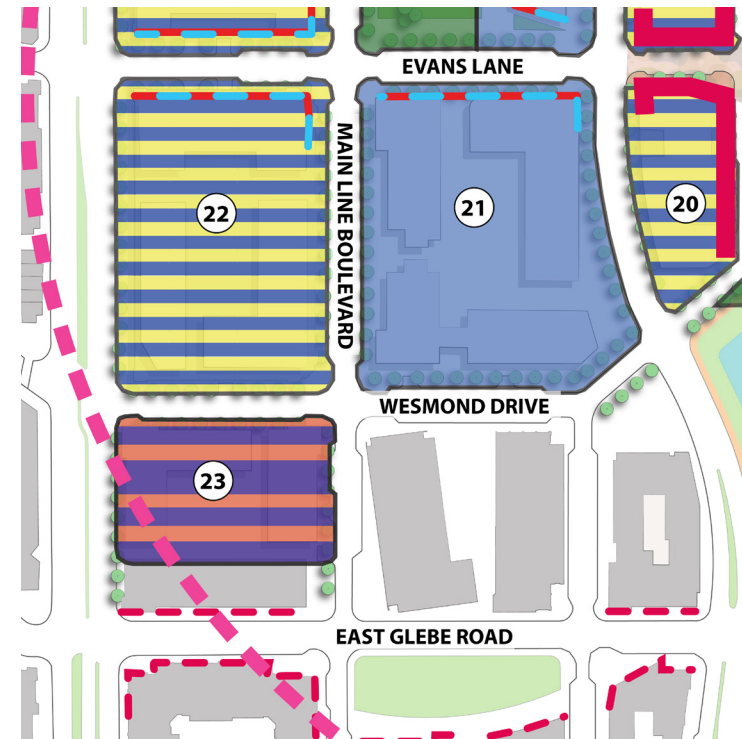 EVANS LANE
MAIN LINE BOULEVARD
22
21
20
WESMOND DRIVE
23
EAST GLEBE ROAD